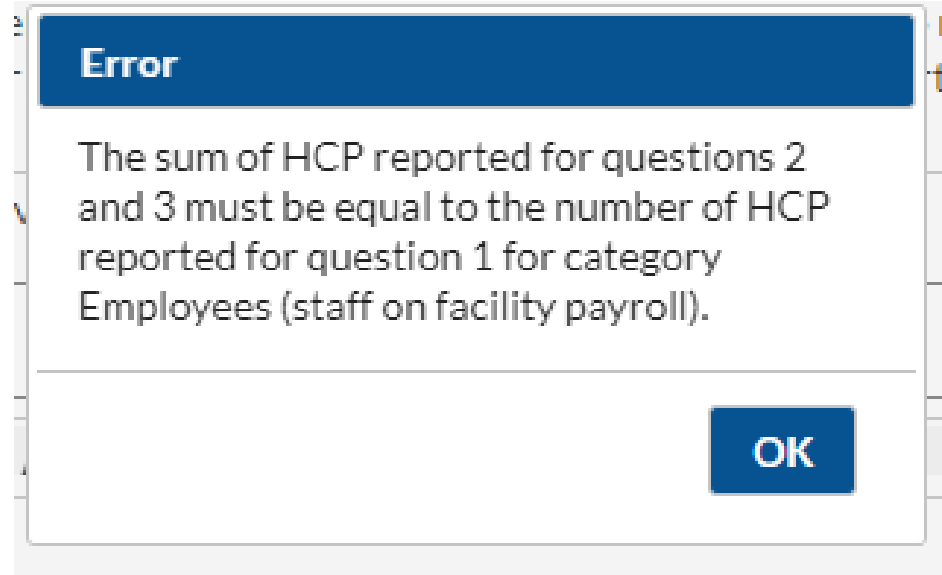 Error
The sum of HCP reported for questions 2
and 3 must be equal to the number of HCP
reported for question 1 for category
Employees (staff on facility payroll).
OK